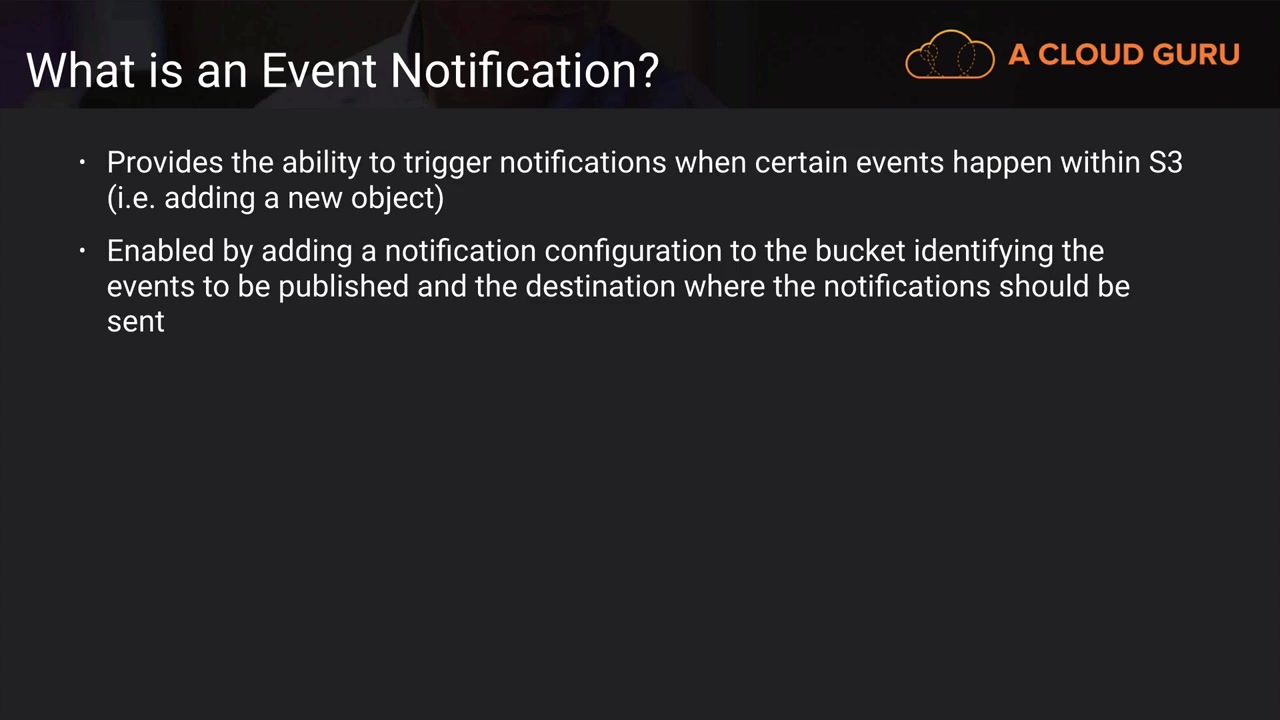 What is an Event Notification?
A CLOUD GURU
• Provides the ability to trigger notifications when certain events happen within S3
(i.e. adding a new object)
• Enabled by adding a notification configuration to the bucket identifying the
events to be published and the destination where the notifications should be
sent